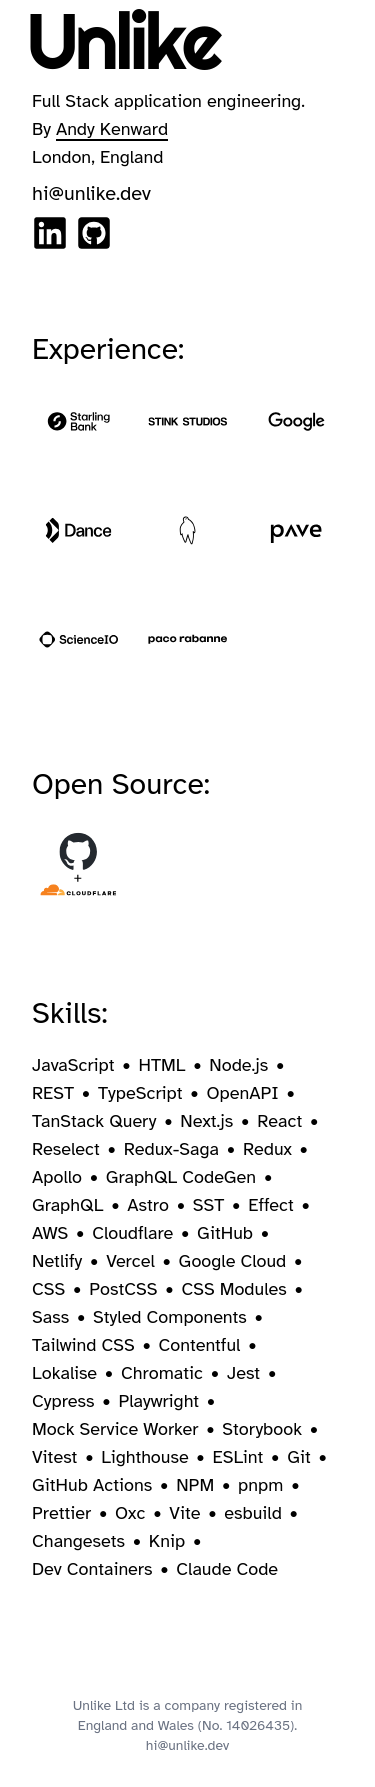 Unlike
Full Stack application engineering.
By Andy Kenward
London, England
hi@unlike.dev
in
Experience:
Starling Bank
STINK STUDIOS
Google
Dance
pave
ScienceIO
paco rabanne
Open Source:
+
CLOUDFLARE
Skills:
JavaScript • HTML • Node.js •
REST • TypeScript • OpenAPI •
TanStack Query • Next.js • React •
Reselect • Redux-Saga • Redux •
Apollo • GraphQL CodeGen •
GraphQL • Astro • SST • Effect •
AWS • Cloudflare • GitHub •
Netlify • Vercel • Google Cloud •
CSS • PostCSS • CSS Modules •
Sass • Styled Components •
Tailwind CSS • Contentful •
Lokalise • Chromatic • Jest •
Cypress • Playwright •
Mock Service Worker • Storybook •
Vitest • Lighthouse • ESLint • Git •
GitHub Actions • NPM • pnpm •
Prettier • Oxc • Vite • esbuild •
Changesets • Knip •
Dev Containers • Claude Code
Unlike Ltd is a company registered in
England and Wales (No. 14026435).
hi@unlike.dev